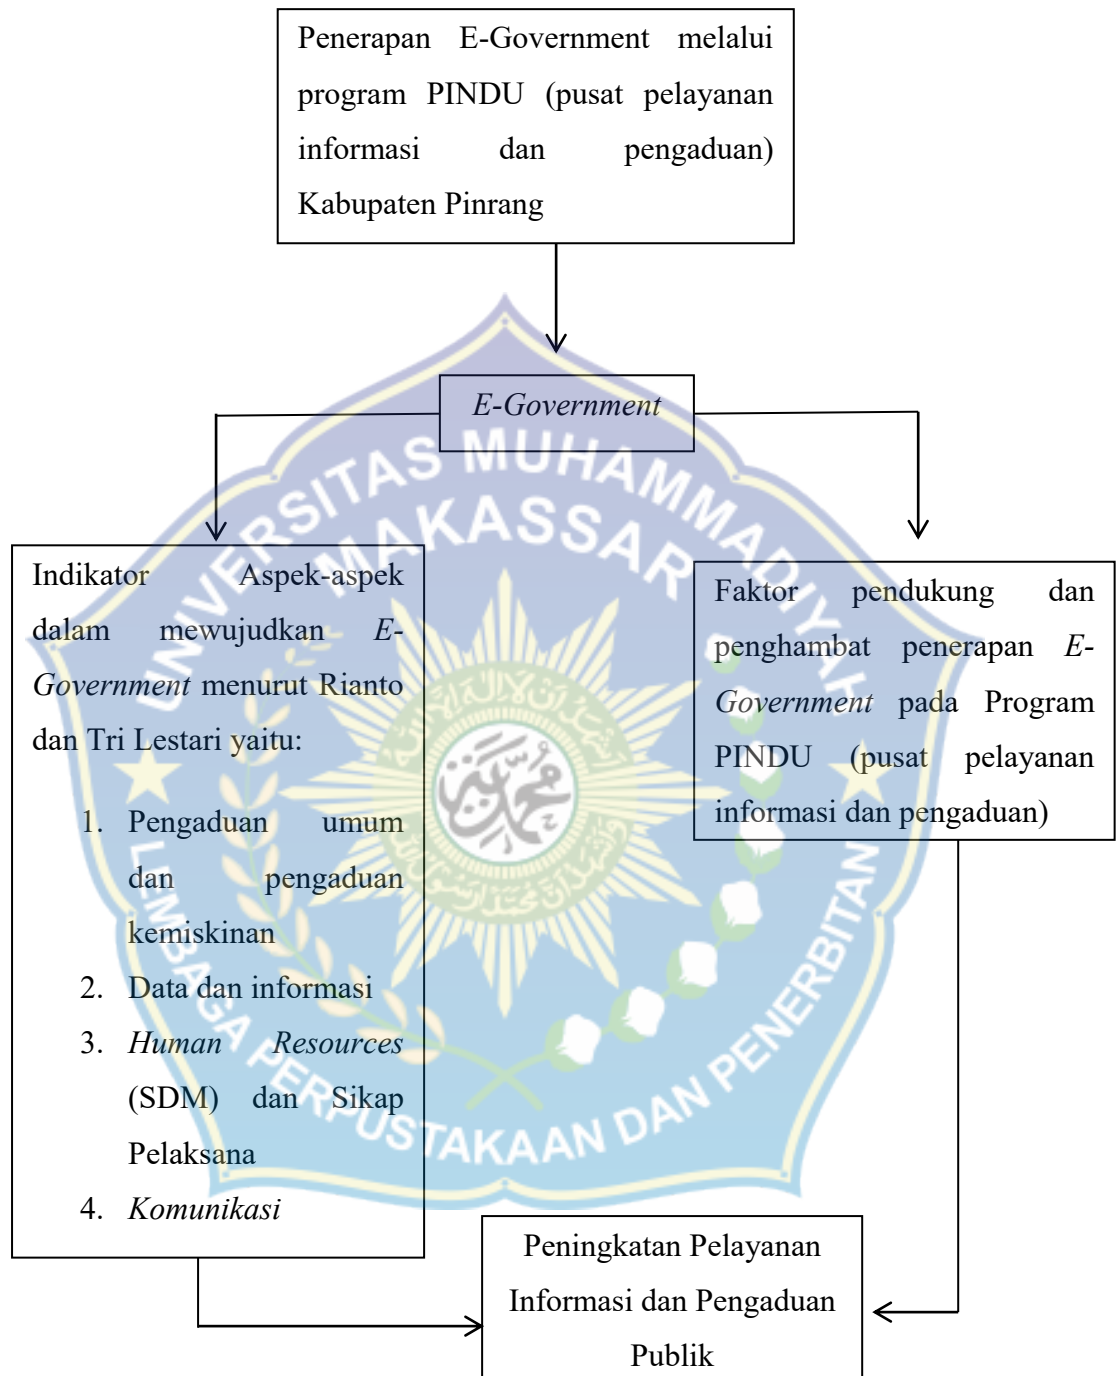 Penerapan E-Government melalui
program PINDU (pusat pelayanan
informasi dan pengaduan)
Kabupaten Pinrang
E-Government
Indikator Aspek-aspek
dalam mewujudkan E-
Government menurut Rianto
dan Tri Lestari yaitu:
1. Pengaduan umum
dan pengaduan
kemiskinan
2. Data dan informasi
3. Human Resources
(SDM) dan Sikap
Pelaksana
4. Komunikasi
Faktor pendukung dan
penghambat penerapan E-
Government pada Program
PINDU (pusat pelayanan
informasi dan pengaduan)
Peningkatan Pelayanan
Informasi dan Pengaduan
Publik
UNIVERSITAS MUHAMMADIYAH
MAKASSAR
LEMBAGA PERPUSTAKAAN DAN PENERBITAN